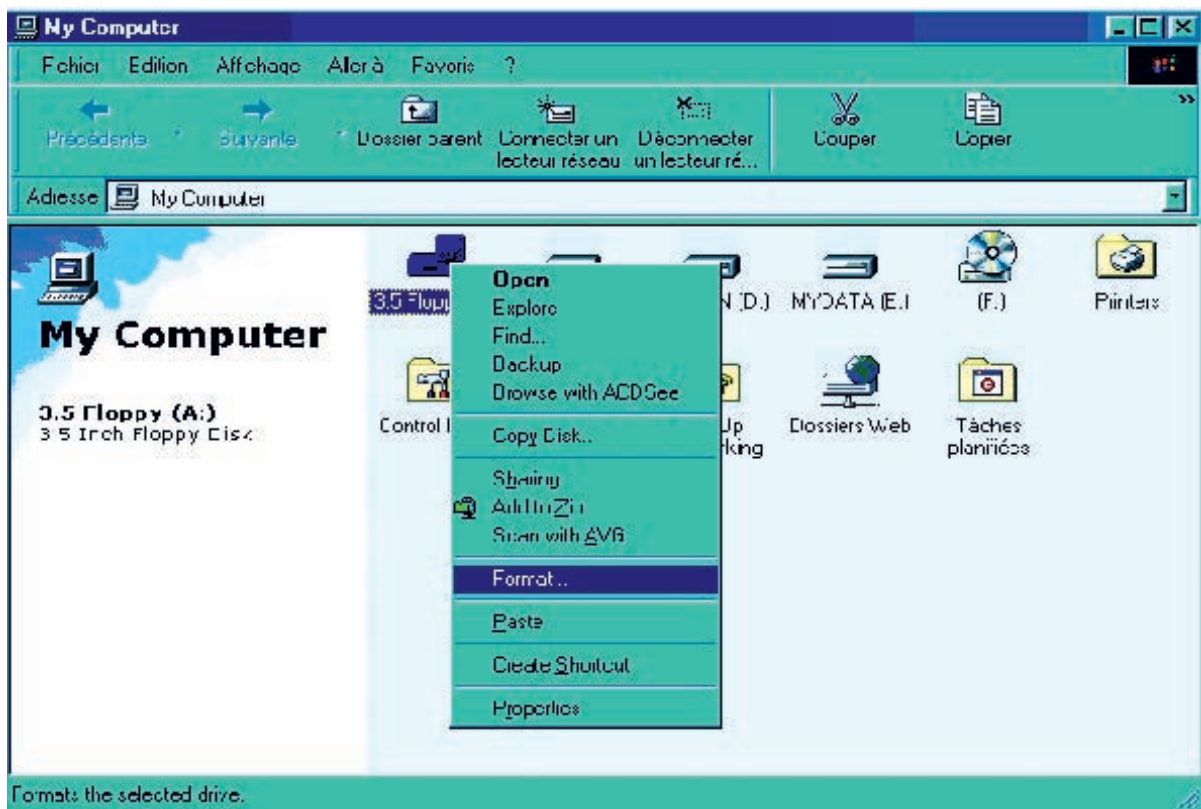 My Computer
Fichier Edition Affichage Aller à Favoris ?
Précédente Suivante Dossier parent Connecter un lecteur réseau Déconnecter un lecteur ré... Couper Copier »
Adresse My Computer
My Computer
3.5 Floppy (A:)
3.5 Inch Floppy Disk
3.5 Flopp
N (D:)
MYDATA (E:)
(F:)
Printers
Control
Up
king
Dossiers Web
Tâches planifiées
Open
Explore
Find...
Backup
Browse with ACDSee
Copy Disk...
Sharing
Add to Zip
Scan with AVG
Format...
Paste
Create Shortcut
Properties
Formats the selected drive.